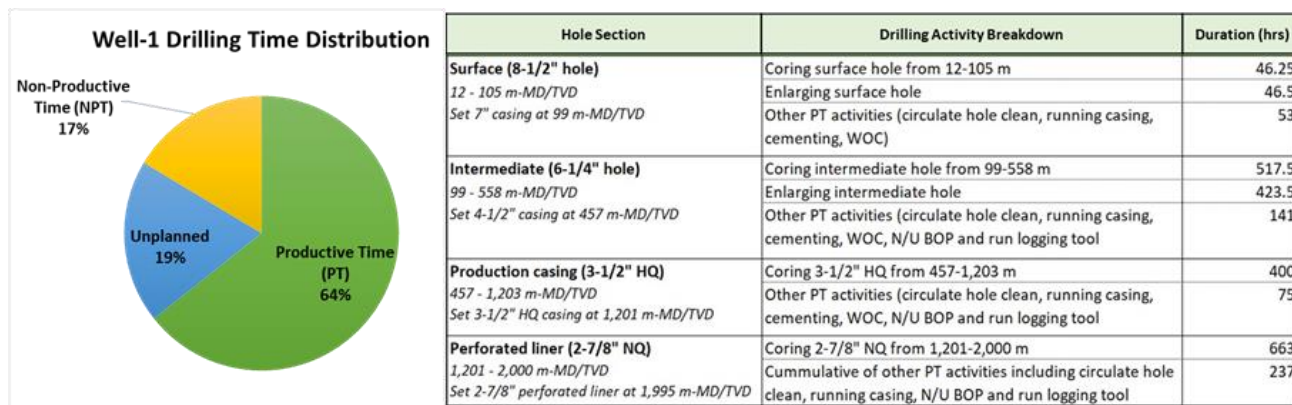 Well-1 Drilling Time Distribution
Non-Productive
Time (NPT)
17%
Unplanned
19%
Productive Time
(PT)
64%
Hole Section Drilling Activity Breakdown Duration (hrs)
Surface (8-1/2" hole) Coring surface hole from 12-105 m 46.25
12 - 105 m-MD/TVD Enlarging surface hole 46.5
Set 7" casing at 99 m-MD/TVD Other PT activities (circulate hole clean, running casing, 53
cementing, WOC)
Intermediate (6-1/4" hole) Coring intermediate hole from 99-558 m 517.5
99 - 558 m-MD/TVD Enlarging intermediate hole 423.5
Set 4-1/2" casing at 457 m-MD/TVD Other PT activities (circulate hole clean, running casing, 141
cementing, WOC, N/U BOP and run logging tool
Production casing (3-1/2" HQ) Coring 3-1/2" HQ from 457-1,203 m 400
457 - 1,203 m-MD/TVD Other PT activities (circulate hole clean, running casing, 75
Set 3-1/2" HQ casing at 1,201 m-MD/TVD cementing, WOC, N/U BOP and run logging tool
Perforated liner (2-7/8" NQ) Coring 2-7/8" NQ from 1,201-2,000 m 663
1,201 - 2,000 m-MD/TVD Cummulative of other PT activities including circulate hole 237
Set 2-7/8" perforated liner at 1,995 m-MD/TVD clean, running casing, N/U BOP and run logging tool